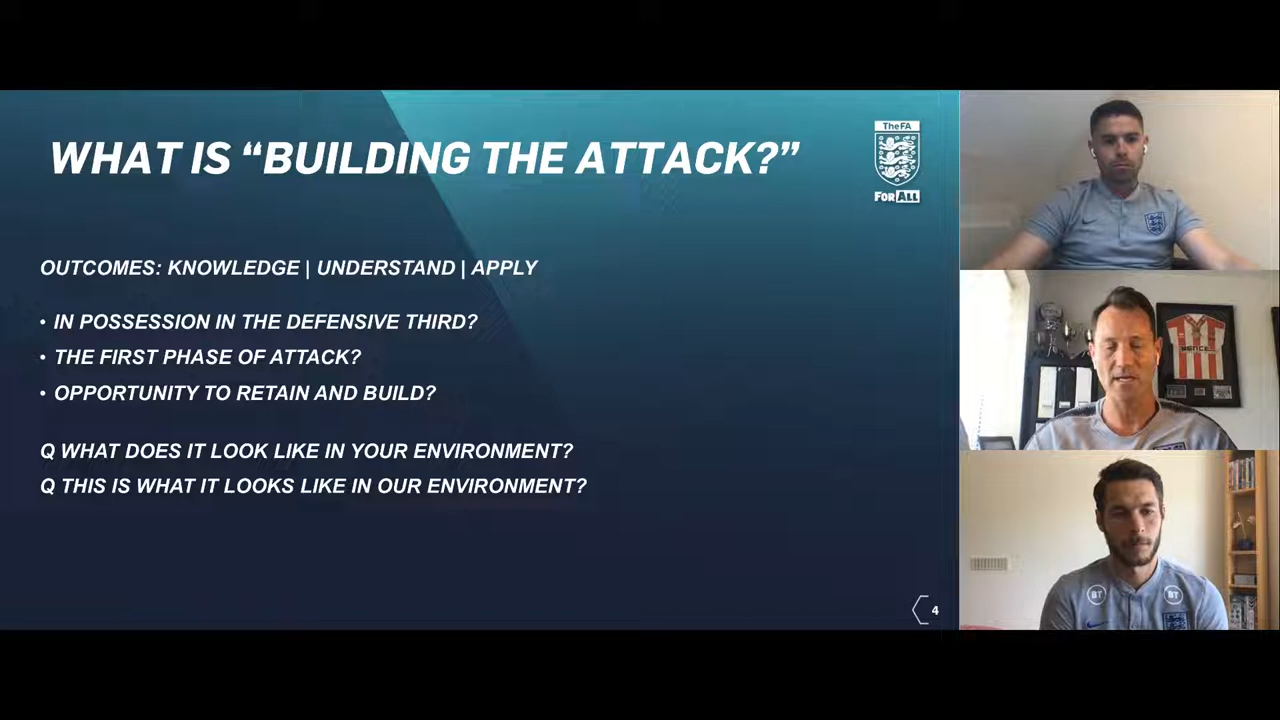 WHAT IS “BUILDING THE ATTACK?”
TheFA
FOR ALL
OUTCOMES: KNOWLEDGE | UNDERSTAND | APPLY
• IN POSSESSION IN THE DEFENSIVE THIRD?
• THE FIRST PHASE OF ATTACK?
• OPPORTUNITY TO RETAIN AND BUILD?
Q WHAT DOES IT LOOK LIKE IN YOUR ENVIRONMENT?
Q THIS IS WHAT IT LOOKS LIKE IN OUR ENVIRONMENT?
4
BT
BT